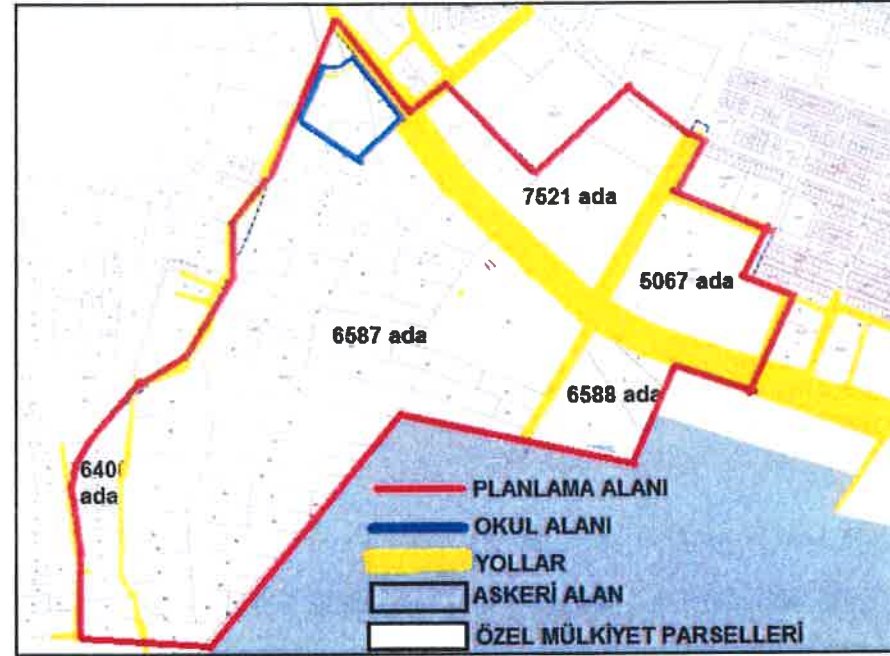 7521 ada
5067 ada
6587 ada
6588 ada
ada
PLANLAMA ALANI
OKUL ALANI
YOLLAR
ASKERİ ALAN
ÖZEL MÜLKİYET PARSELLERİ